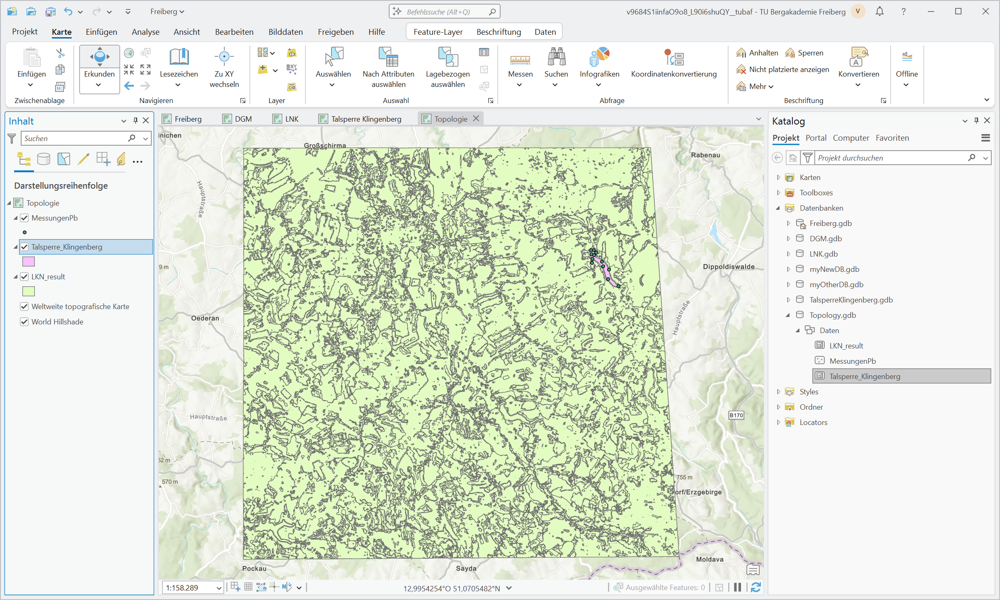 Freiberg
Befehlssuche (Alt+Q)
v9684S1iinfaO9o8_L90i6shuQY__tubaf - TU Bergakademie Freiberg
V
?
Projekt
Karte
Einfügen
Analyse
Ansicht
Bearbeiten
Bilddaten
Freigeben
Hilfe
Feature-Layer
Beschriftung
Daten
Einfügen
Zwischenablage
Erkunden
Lesezeichen
Zu XY
wechseln
Navigieren
XY
Layer
Auswählen
Nach Attributen
auswählen
Lagebezogen
auswählen
Auswahl
Messen
Suchen
Infografiken
Koordinatenkonvertierung
Abfrage
Anhalten
Sperren
Nicht platzierte anzeigen
Mehr
A
Konvertieren
Beschriftung
Offline
Inhalt
Suchen
Darstellungsreihenfolge
Topologie
MessungenPb
Talsperre_Klingenberg
LKN_result
Weltweite topografische Karte
World Hillshade
Freiberg
DGM
LNK
Talsperre Klingenberg
Topologie
inichen
Großschirma
Rabenau
Hauptstraße
9 m
Dippoldiswalde
Oederan
Hauptstraße
Hauptstraße
B170
52 m
570 m
755 m
orf/Erzgebirge
Moldava
Pockau
Sayda
1:158.289
N
12,9954254°O 51,0705482°N
Ausgewählte Features: 0
Katalog
Projekt
Portal
Computer
Favoriten
Projekt durchsuchen
Karten
Toolboxes
Datenbanken
Freiberg.gdb
DGM.gdb
LNK.gdb
myNewDB.gdb
myOtherDB.gdb
TalsperreKlingenberg.gdb
Topology.gdb
Daten
LKN_result
MessungenPb
Talsperre_Klingenberg
Styles
Ordner
Locators